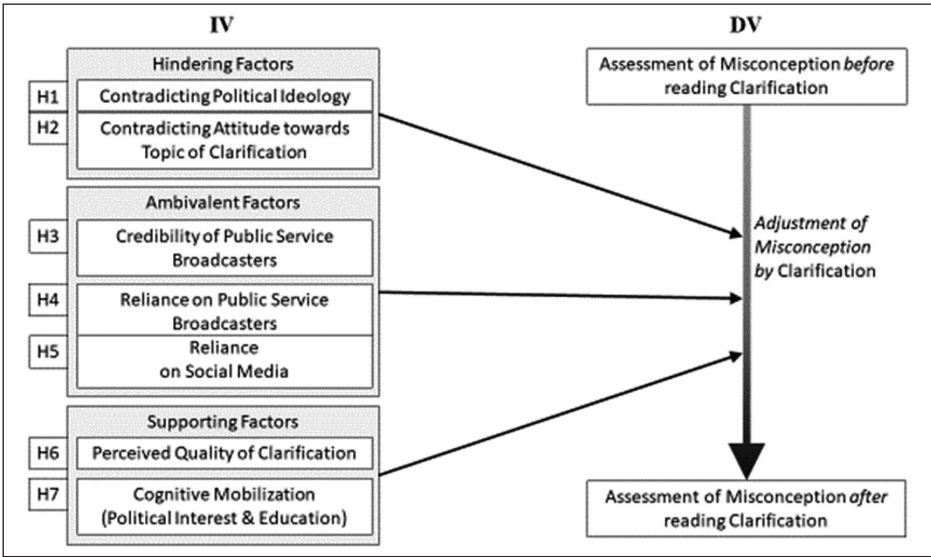 IV
DV
Hindering Factors
H1
Contradicting Political Ideology
H2
Contradicting Attitude towards
Topic of Clarification
Ambivalent Factors
H3
Credibility of Public Service
Broadcasters
H4
Reliance on Public Service
Broadcasters
H5
Reliance
on Social Media
Supporting Factors
H6
Perceived Quality of Clarification
H7
Cognitive Mobilization
(Political Interest & Education)
Assessment of Misconception before
reading Clarification
Adjustment of
Misconception
by Clarification
Assessment of Misconception after
reading Clarification